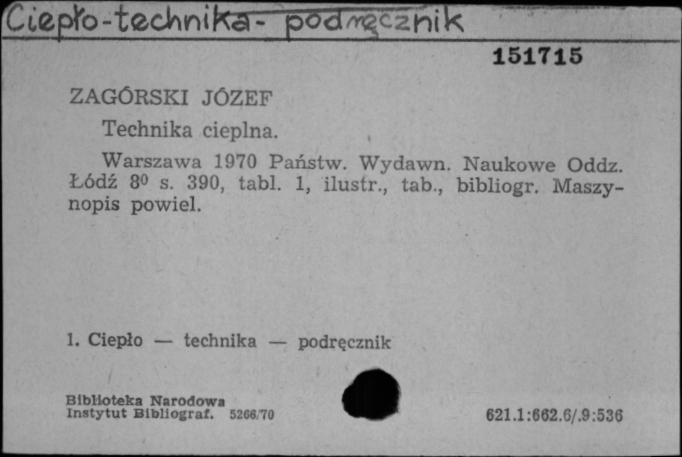 Ciepło-technika- podręcznik
151715
ZAGÓRSKI JÓZEF
Technika cieplna.
Warszawa 1970 Państw. Wydawn. Naukowe Oddz.
Łódź 8⁰ s. 390, tabl. 1, ilustr., tab., bibliogr. Maszy-
nopis powiel.
1. Ciepło — technika — podręcznik
Biblioteka Narodowa
Instytut Bibliograf. 5266/70
621.1:662.6/.9:536